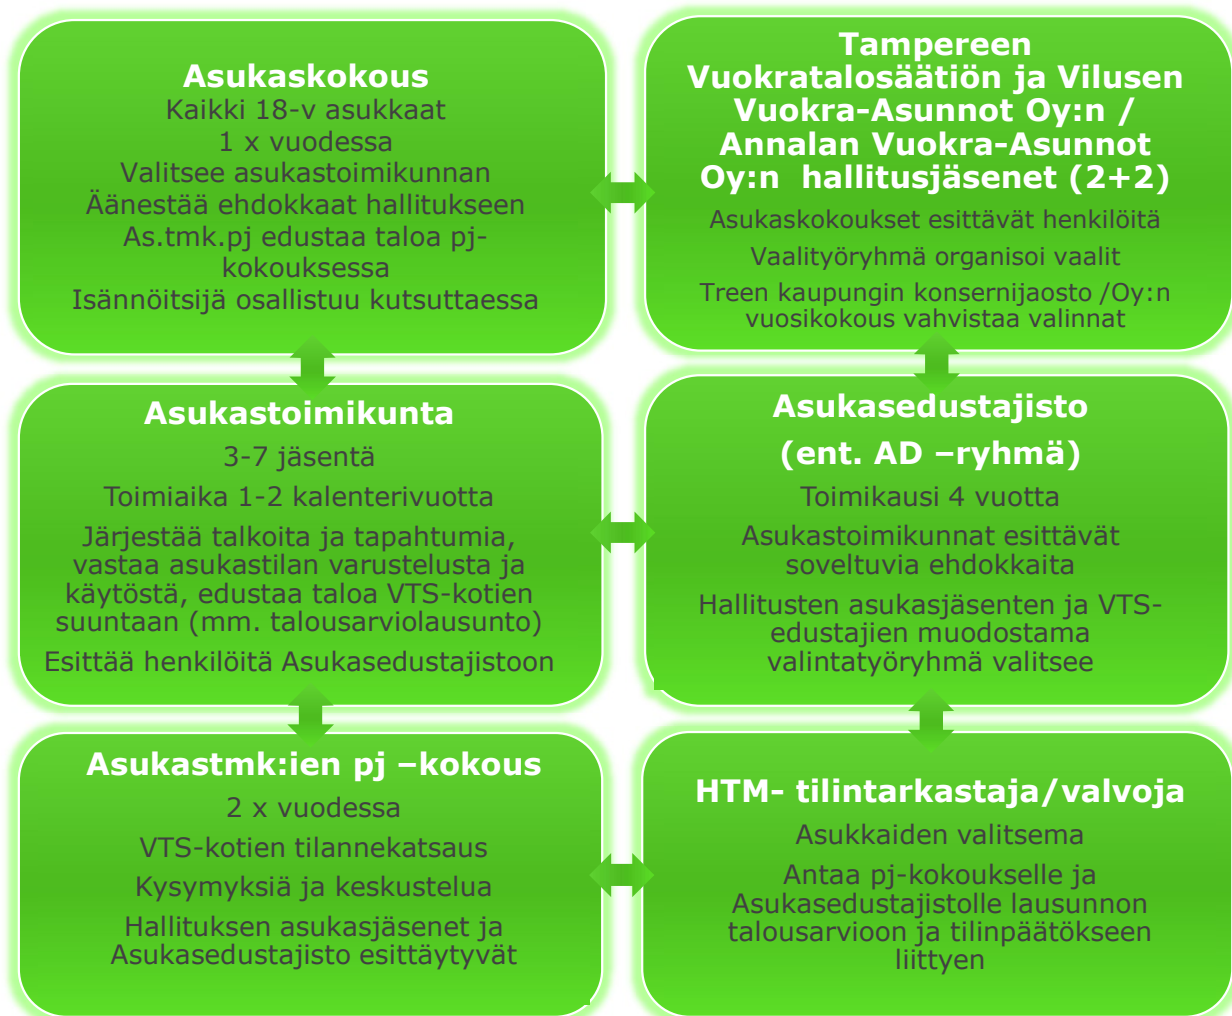 Asukaskokous
Kaikki 18-v asukkaat
1 x vuodessa
Valitsee asukastoimikunnan
Äänestää ehdokkaat hallitukseen
As.tmk.pj edustaa taloa pj-
kokouksessa
Isännöitsijä osallistuu kutsuttaessa
Tampereen
Vuokratalosäätiön ja Vilusen
Vuokra-Asunnot Oy:n /
Annalan Vuokra-Asunnot
Oy:n hallitusjäsenet (2+2)
Asukaskokoukset esittävät henkilöitä
Vaalityöryhmä organisoi vaalit
Treen kaupungin konsernijaosto /Oy:n
vuosikokous vahvistaa valinnat
Asukastoimikunta
3-7 jäsentä
Toimiaika 1-2 kalenterivuotta
Järjestää talkoita ja tapahtumia,
vastaa asukastilan varustelusta ja
käytöstä, edustaa taloa VTS-kotien
suuntaan (mm. talousarviolausunto)
Esittää henkilöitä Asukasedustajistoon
Asukasedustajisto
(ent. AD –ryhmä)
Toimikausi 4 vuotta
Asukastoimikunnat esittävät
soveltuvia ehdokkaita
Hallitusten asukasjäsenten ja VTS-
edustajien muodostama
valintatyöryhmä valitsee
Asukastmk:ien pj –kokous
2 x vuodessa
VTS-kotien tilannekatsaus
Kysymyksiä ja keskustelua
Hallituksen asukasjäsenet ja
Asukasedustajisto esittäytyvät
HTM- tilintarkastaja/valvoja
Asukkaiden valitsema
Antaa pj-kokoukselle ja
Asukasedustajistolle lausunnon
talousarvioon ja tilinpäätökseen
liittyen